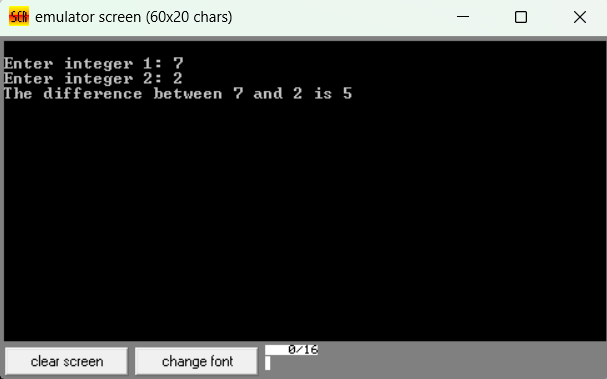 SCR emulator screen (60x20 chars)
Enter integer 1: 7
Enter integer 2: 2
The difference between 7 and 2 is 5
clear screen change font 0/16